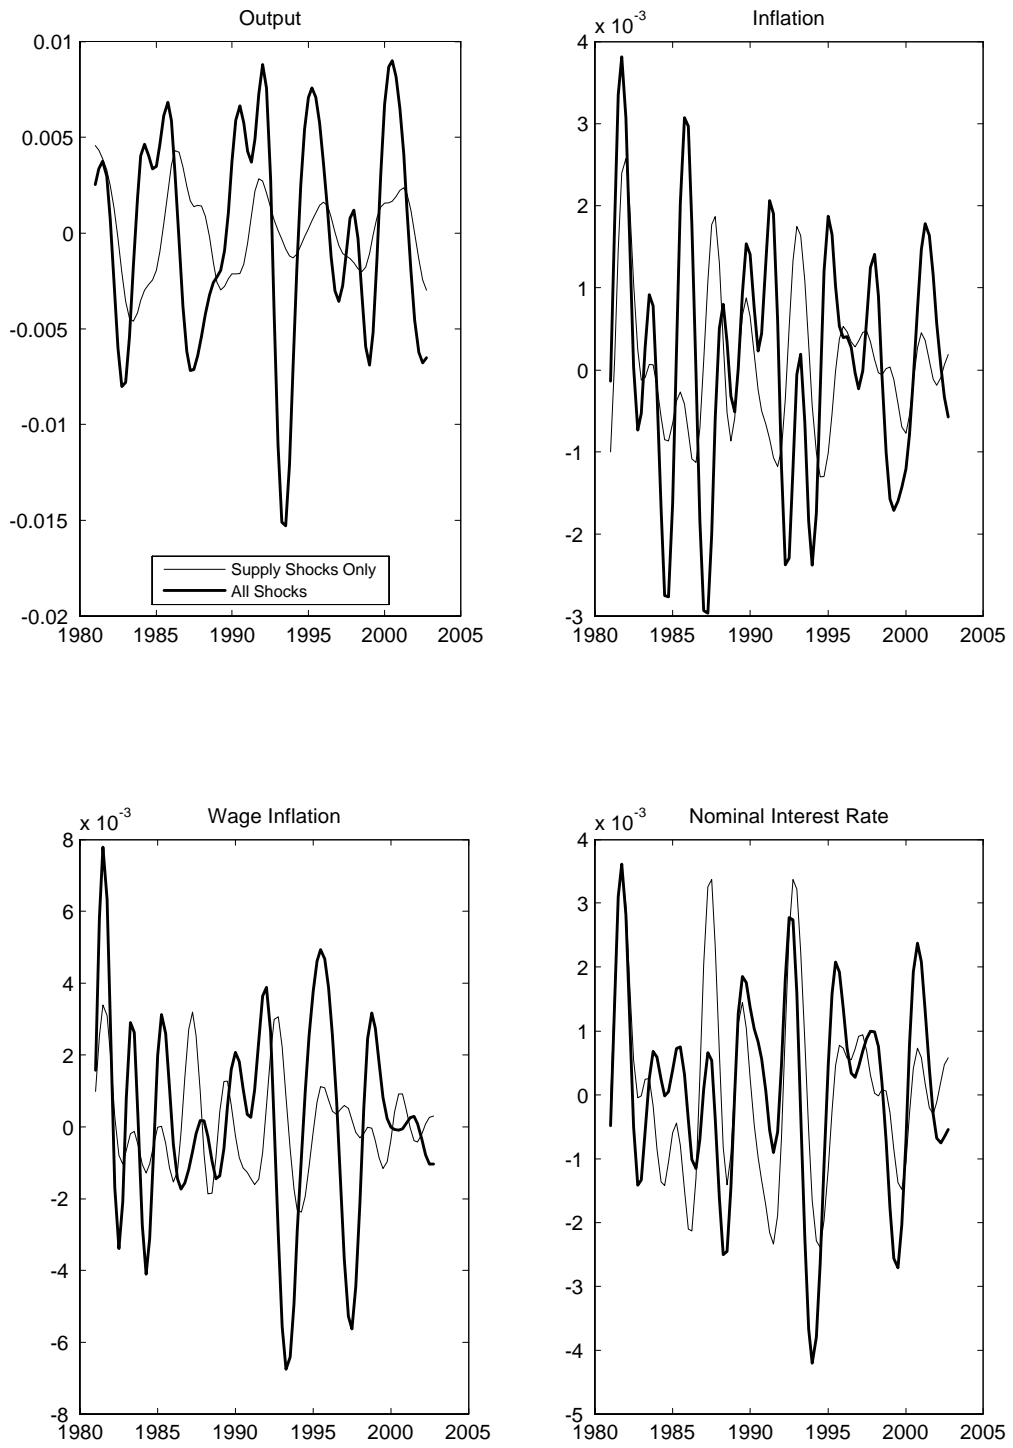 Output
0.01
0.005
0
-0.005
-0.01
-0.015
-0.02
1980 1985 1990 1995 2000 2005
Supply Shocks Only
All Shocks
Inflation
x 10-3
4
3
2
1
0
-1
-2
-3
1980 1985 1990 1995 2000 2005
Wage Inflation
x 10-3
8
6
4
2
0
-2
-4
-6
-8
1980 1985 1990 1995 2000 2005
Nominal Interest Rate
x 10-3
4
3
2
1
0
-1
-2
-3
-4
-5
1980 1985 1990 1995 2000 2005